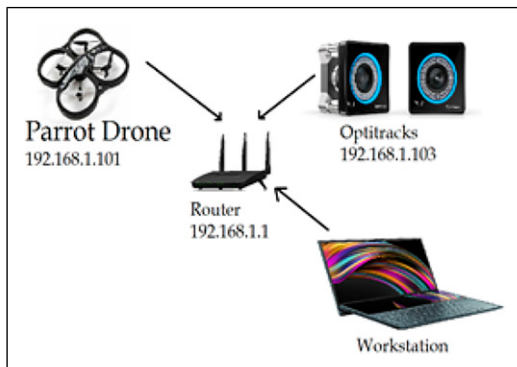 Parrot Drone
192.168.1.101
Optitracks
192.168.1.103
Router
192.168.1.1
Workstation